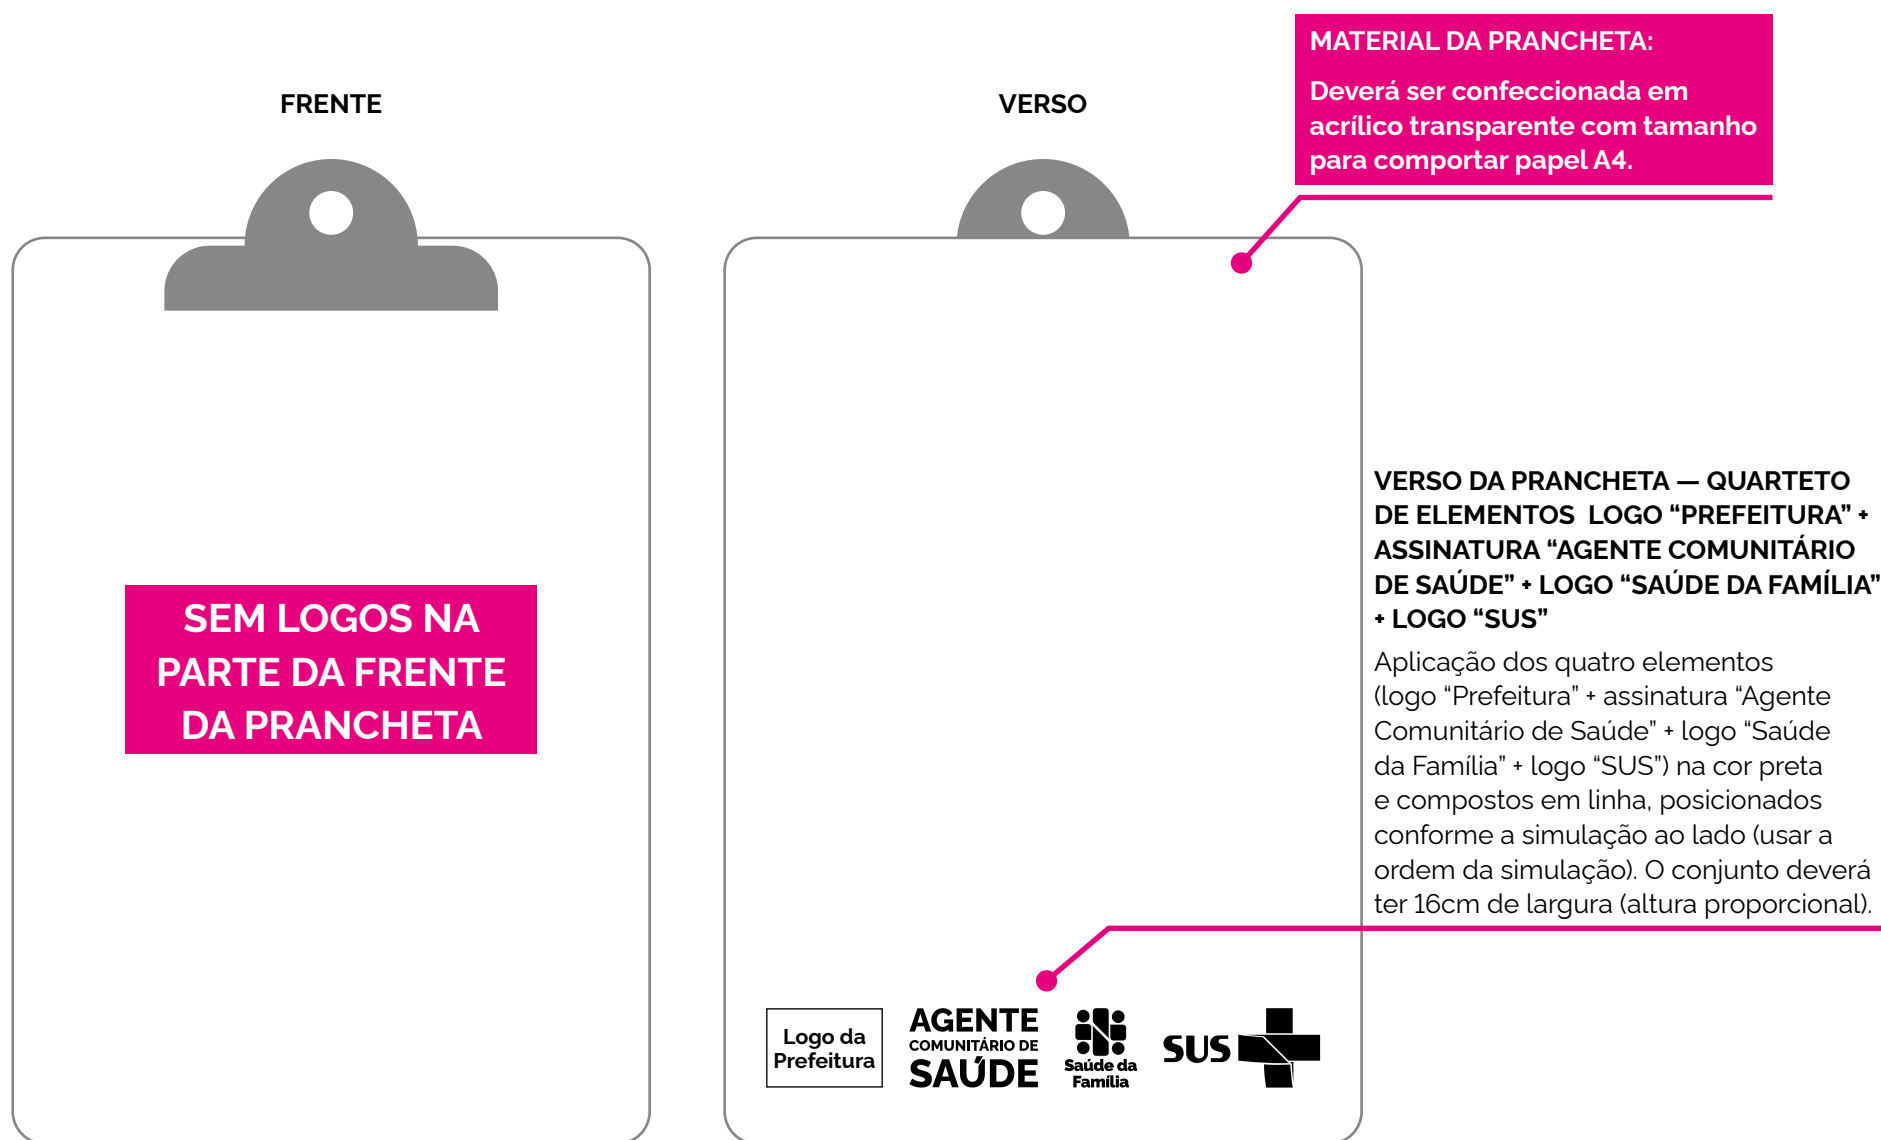 FRENTE
SEM LOGOS NA
PARTE DA FRENTE
DA PRANCHETA
VERSO
MATERIAL DA PRANCHETA:
Deverá ser confeccionada em
acrílico transparente com tamanho
para comportar papel A4.
VERSO DA PRANCHETA — QUARTETO
DE ELEMENTOS LOGO “PREFEITURA” +
ASSINATURA “AGENTE COMUNITÁRIO
DE SAÚDE” + LOGO “SAÚDE DA FAMÍLIA”
+ LOGO “SUS”
Aplicação dos quatro elementos
(logo “Prefeitura” + assinatura “Agente
Comunitário de Saúde” + logo “Saúde
da Família” + logo “SUS”) na cor preta
e compostos em linha, posicionados
conforme a simulação ao lado (usar a
ordem da simulação). O conjunto deverá
ter 16cm de largura (altura proporcional).
Logo da
Prefeitura
AGENTE
COMUNITÁRIO DE
SAÚDE
Saúde da
Família
SUS